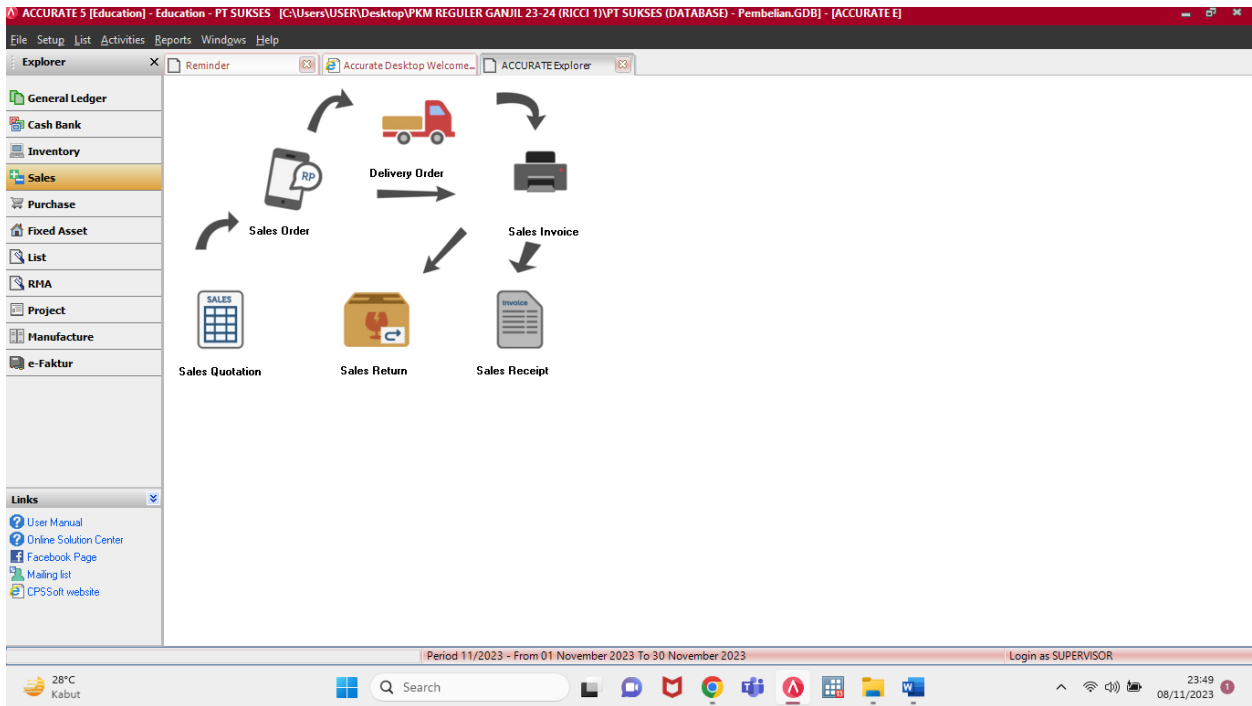 ACCURATE 5 [Education] - Education - PT SUKSES [C:\Users\USER\Desktop\PKM REGULER GANJIL 23-24 (RICCI 1)\PT SUKSES (DATABASE) - Pembelian.GDB] - [ACCURATE E]
File Setup List Activities Reports Windows Help
Explorer X
Reminder
Accurate Desktop Welcome...
ACCURATE Explorer
General Ledger
Cash Bank
Inventory
Sales
Purchase
Fixed Asset
List
RMA
Project
Manufacture
e-Faktur
Delivery Order
RP
Sales Order
Sales Invoice
SALES
Invoice
Sales Quotation
Sales Return
Sales Receipt
Links
User Manual
Online Solution Center
Facebook Page
Mailing list
CPSSoft website
Period 11/2023 - From 01 November 2023 To 30 November 2023
Login as SUPERVISOR
28°C
Kabut
Search
23:49
08/11/2023
1